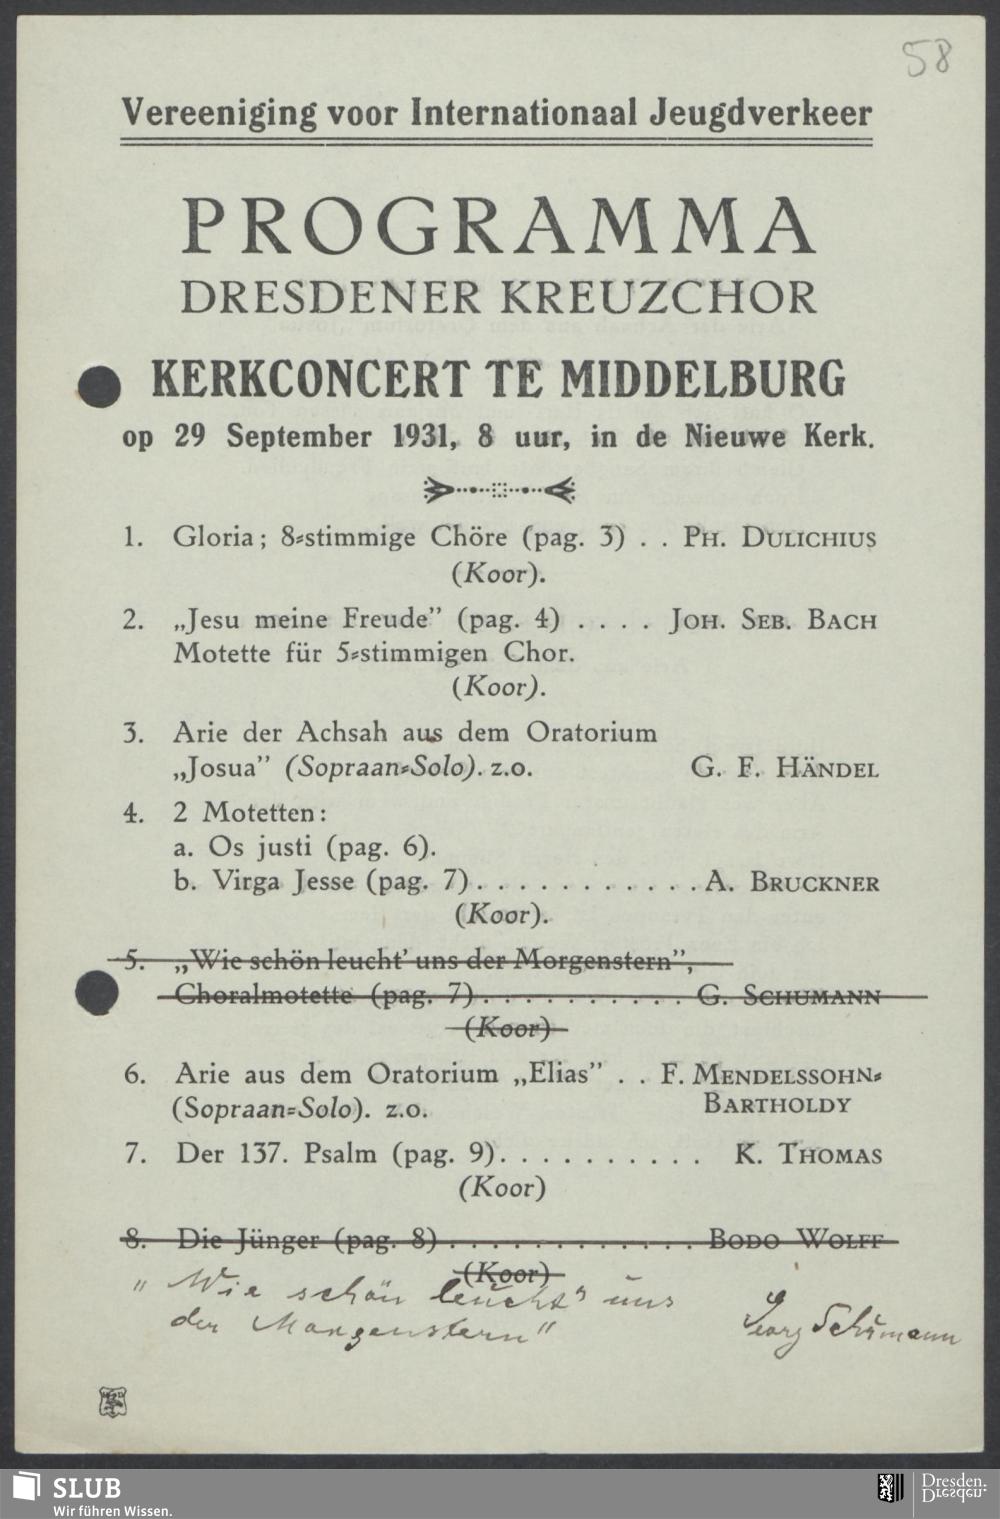 58
Vereeniging voor Internationaal Jeugdverkeer
PROGRAMMA
DRESDENER KREUZCHOR
KERKCONCERT TE MIDDELBURG
op 29 September 1931, 8 uur, in de Nieuwe Kerk.
1. Gloria; 8-stimmige Chöre (pag. 3) . . PH. DULICHIUS
(Koor).
2. „Jesu meine Freude” (pag. 4) . . . . JOH. SEB. BACH
Motette für 5-stimmigen Chor.
(Koor).
3. Arie der Achsah aus dem Oratorium
„Josua” (Sopraan-Solo). z.o. G. F. HÄNDEL
4. 2 Motetten:
a. Os justi (pag. 6).
b. Virga Jesse (pag. 7) . . . . . . . . . . . A. BRUCKNER
(Koor).
5. „Wie schön leucht' uns der Morgenstern”,
Choralmotette (pag. 7) . . . . . . . . . . G. SCHUMANN
(Koor)
6. Arie aus dem Oratorium „Elias” . . F. MENDELSSOHN-
(Sopraan-Solo). z.o. BARTHOLDY
7. Der 137. Psalm (pag. 9) . . . . . . . . . . K. THOMAS
(Koor)
8. Die Jünger (pag. 8) . . . . . . . . . . . . BODO WOLFF
(Koor)
" Wie schön leucht's uns
der Morgenstern" Georg Schumann
SLUB
Wir führen Wissen.
Dresden.
Dresden.